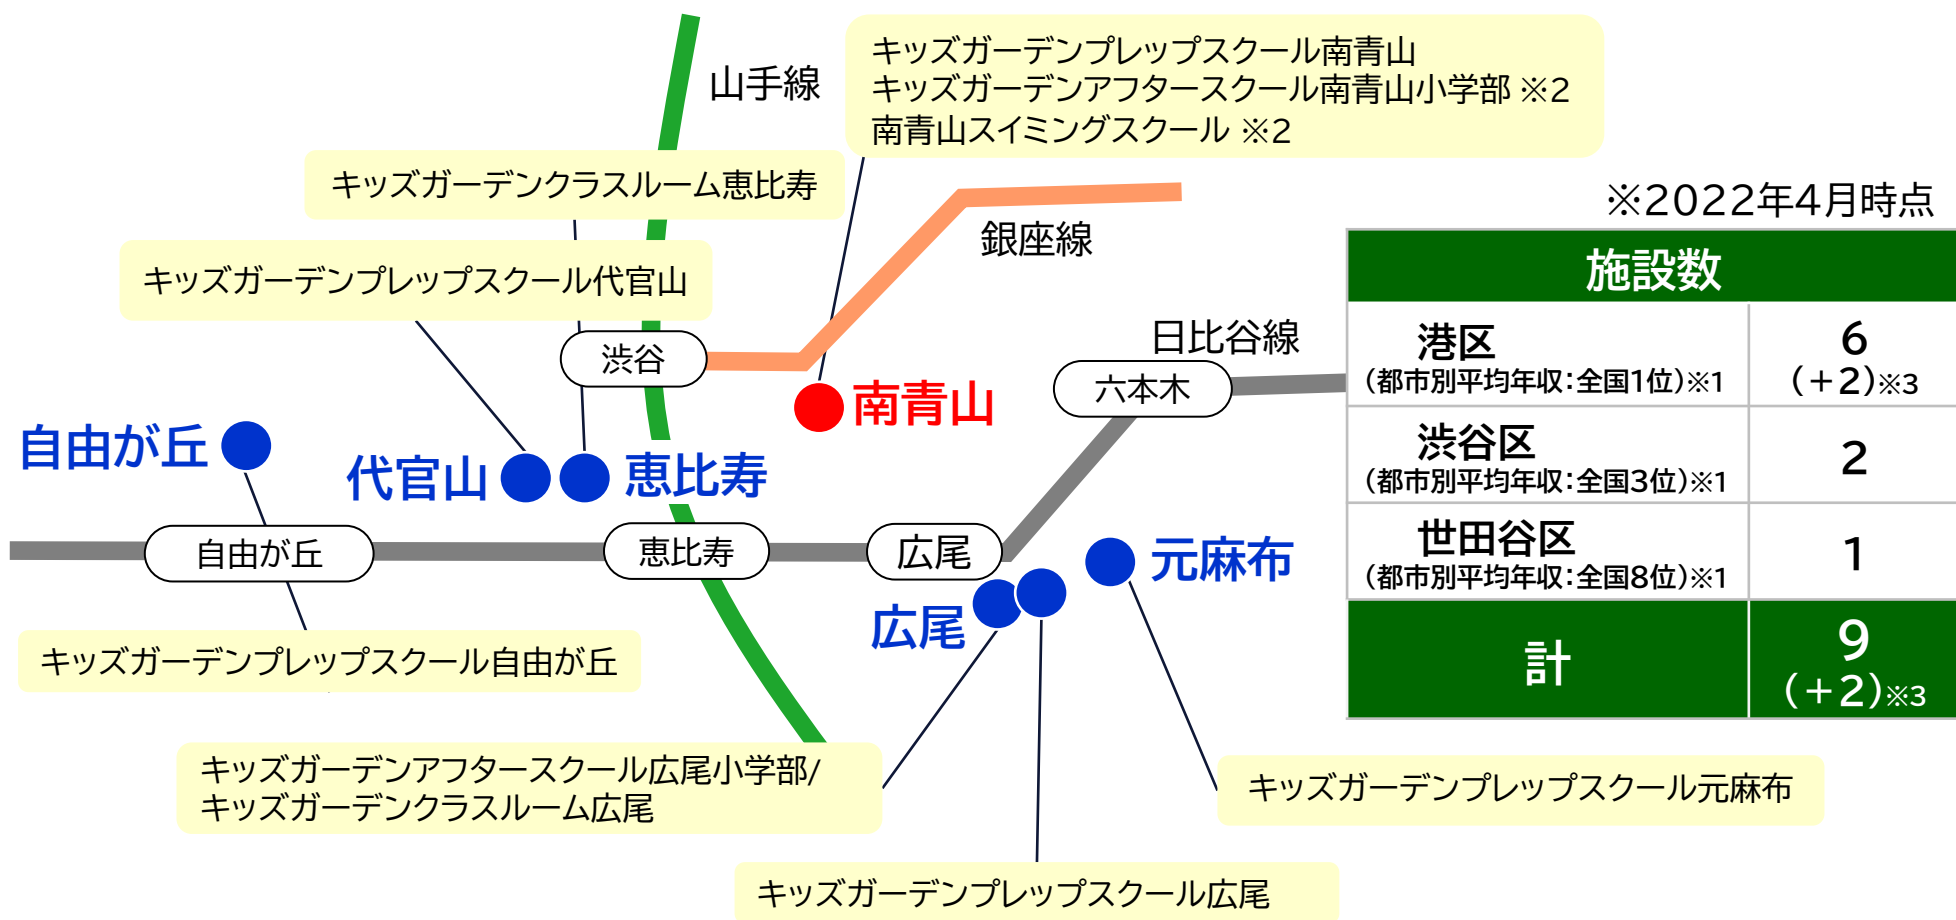 山手線
キッズガーデンプレップスクール南青山
キッズガーデンアフタースクール南青山小学部 ※2
南青山スイミングスクール ※2
キッズガーデンクラスルーム恵比寿
キッズガーデンプレップスクール代官山
銀座線
渋谷
日比谷線
六本木
南青山
自由が丘
代官山
恵比寿
自由が丘
恵比寿
広尾
元麻布
広尾
キッズガーデンプレップスクール自由が丘
キッズガーデンアフタースクール広尾小学部/
キッズガーデンクラスルーム広尾
キッズガーデンプレップスクール元麻布
キッズガーデンプレップスクール広尾
※2022年4月時点
施設数
港区
(都市別平均年収:全国1位)※1
6
(+2)※3
渋谷区
(都市別平均年収:全国3位)※1
2
世田谷区
(都市別平均年収:全国8位)※1
1
計
9
(+2)※3